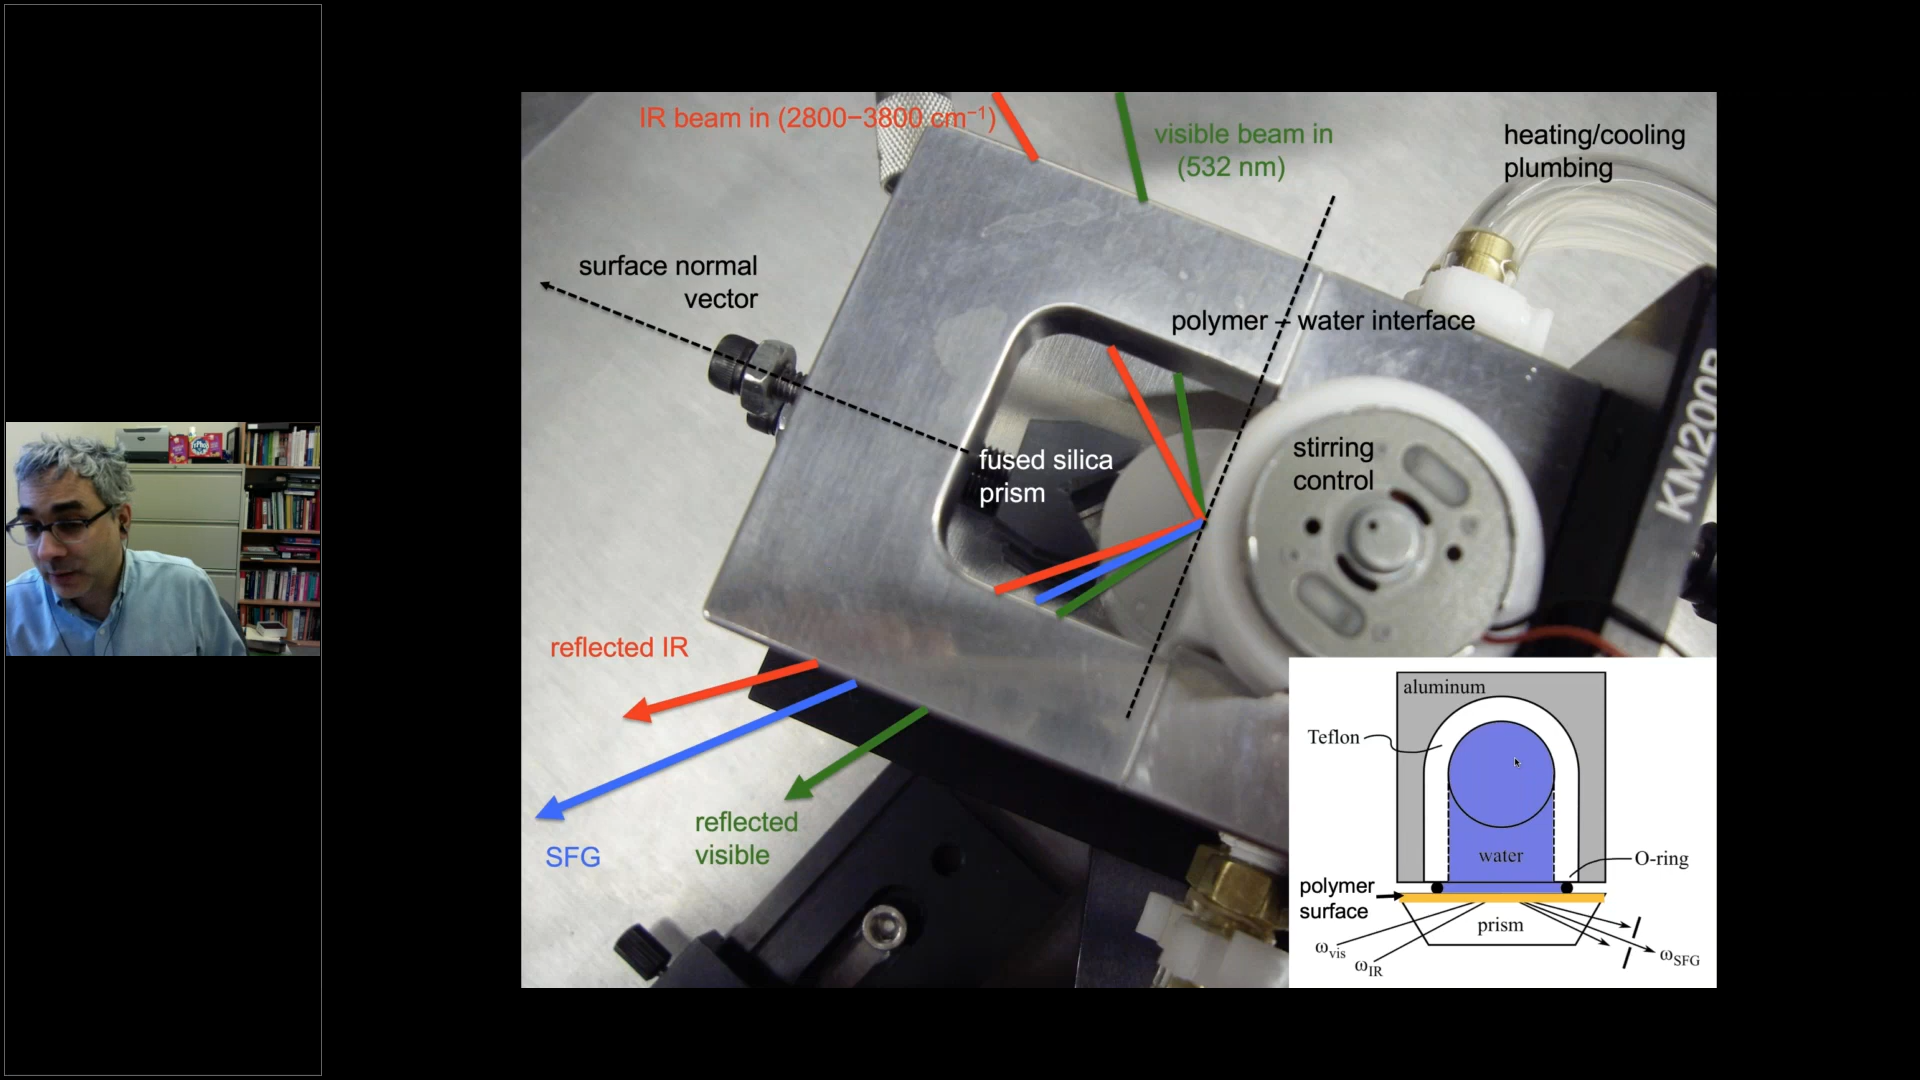 IR beam in (2800−3800 cm⁻¹)
visible beam in
(532 nm)
heating/cooling
plumbing
surface normal
vector
polymer – water interface
fused silica
prism
stirring
control
KM200B
reflected IR
reflected
visible
SFG
aluminum
Teflon
water
O-ring
polymer
surface
prism
ωvis
ωIR
ωSFG